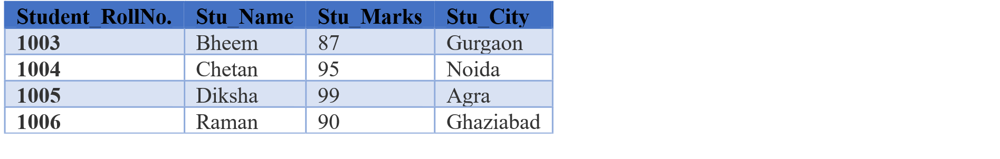 Student_RollNo. Stu_Name Stu_Marks Stu_City
1003 Bheem 87 Gurgaon
1004 Chetan 95 Noida
1005 Diksha 99 Agra
1006 Raman 90 Ghaziabad